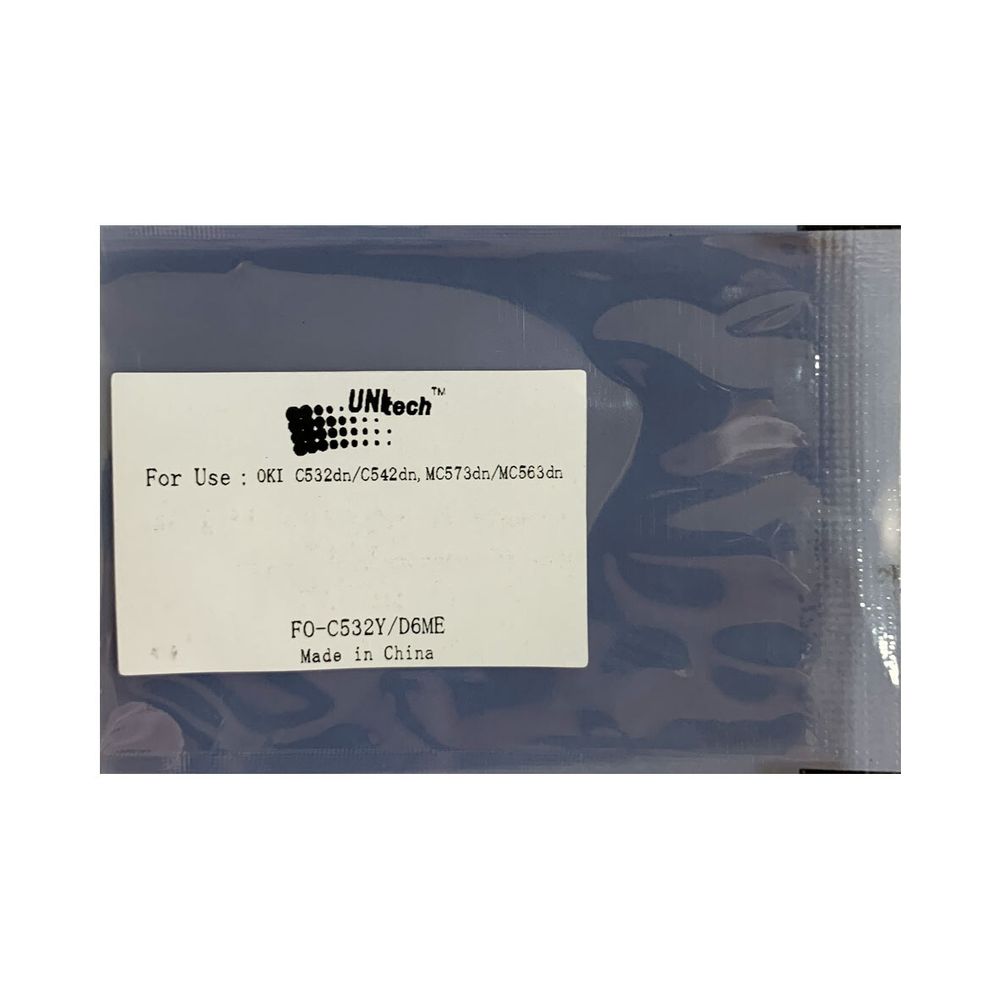 UNItech™
For Use : OKI C532dn/C542dn, MC573dn/MC563dn
FO-C532Y/D6ME
Made in China